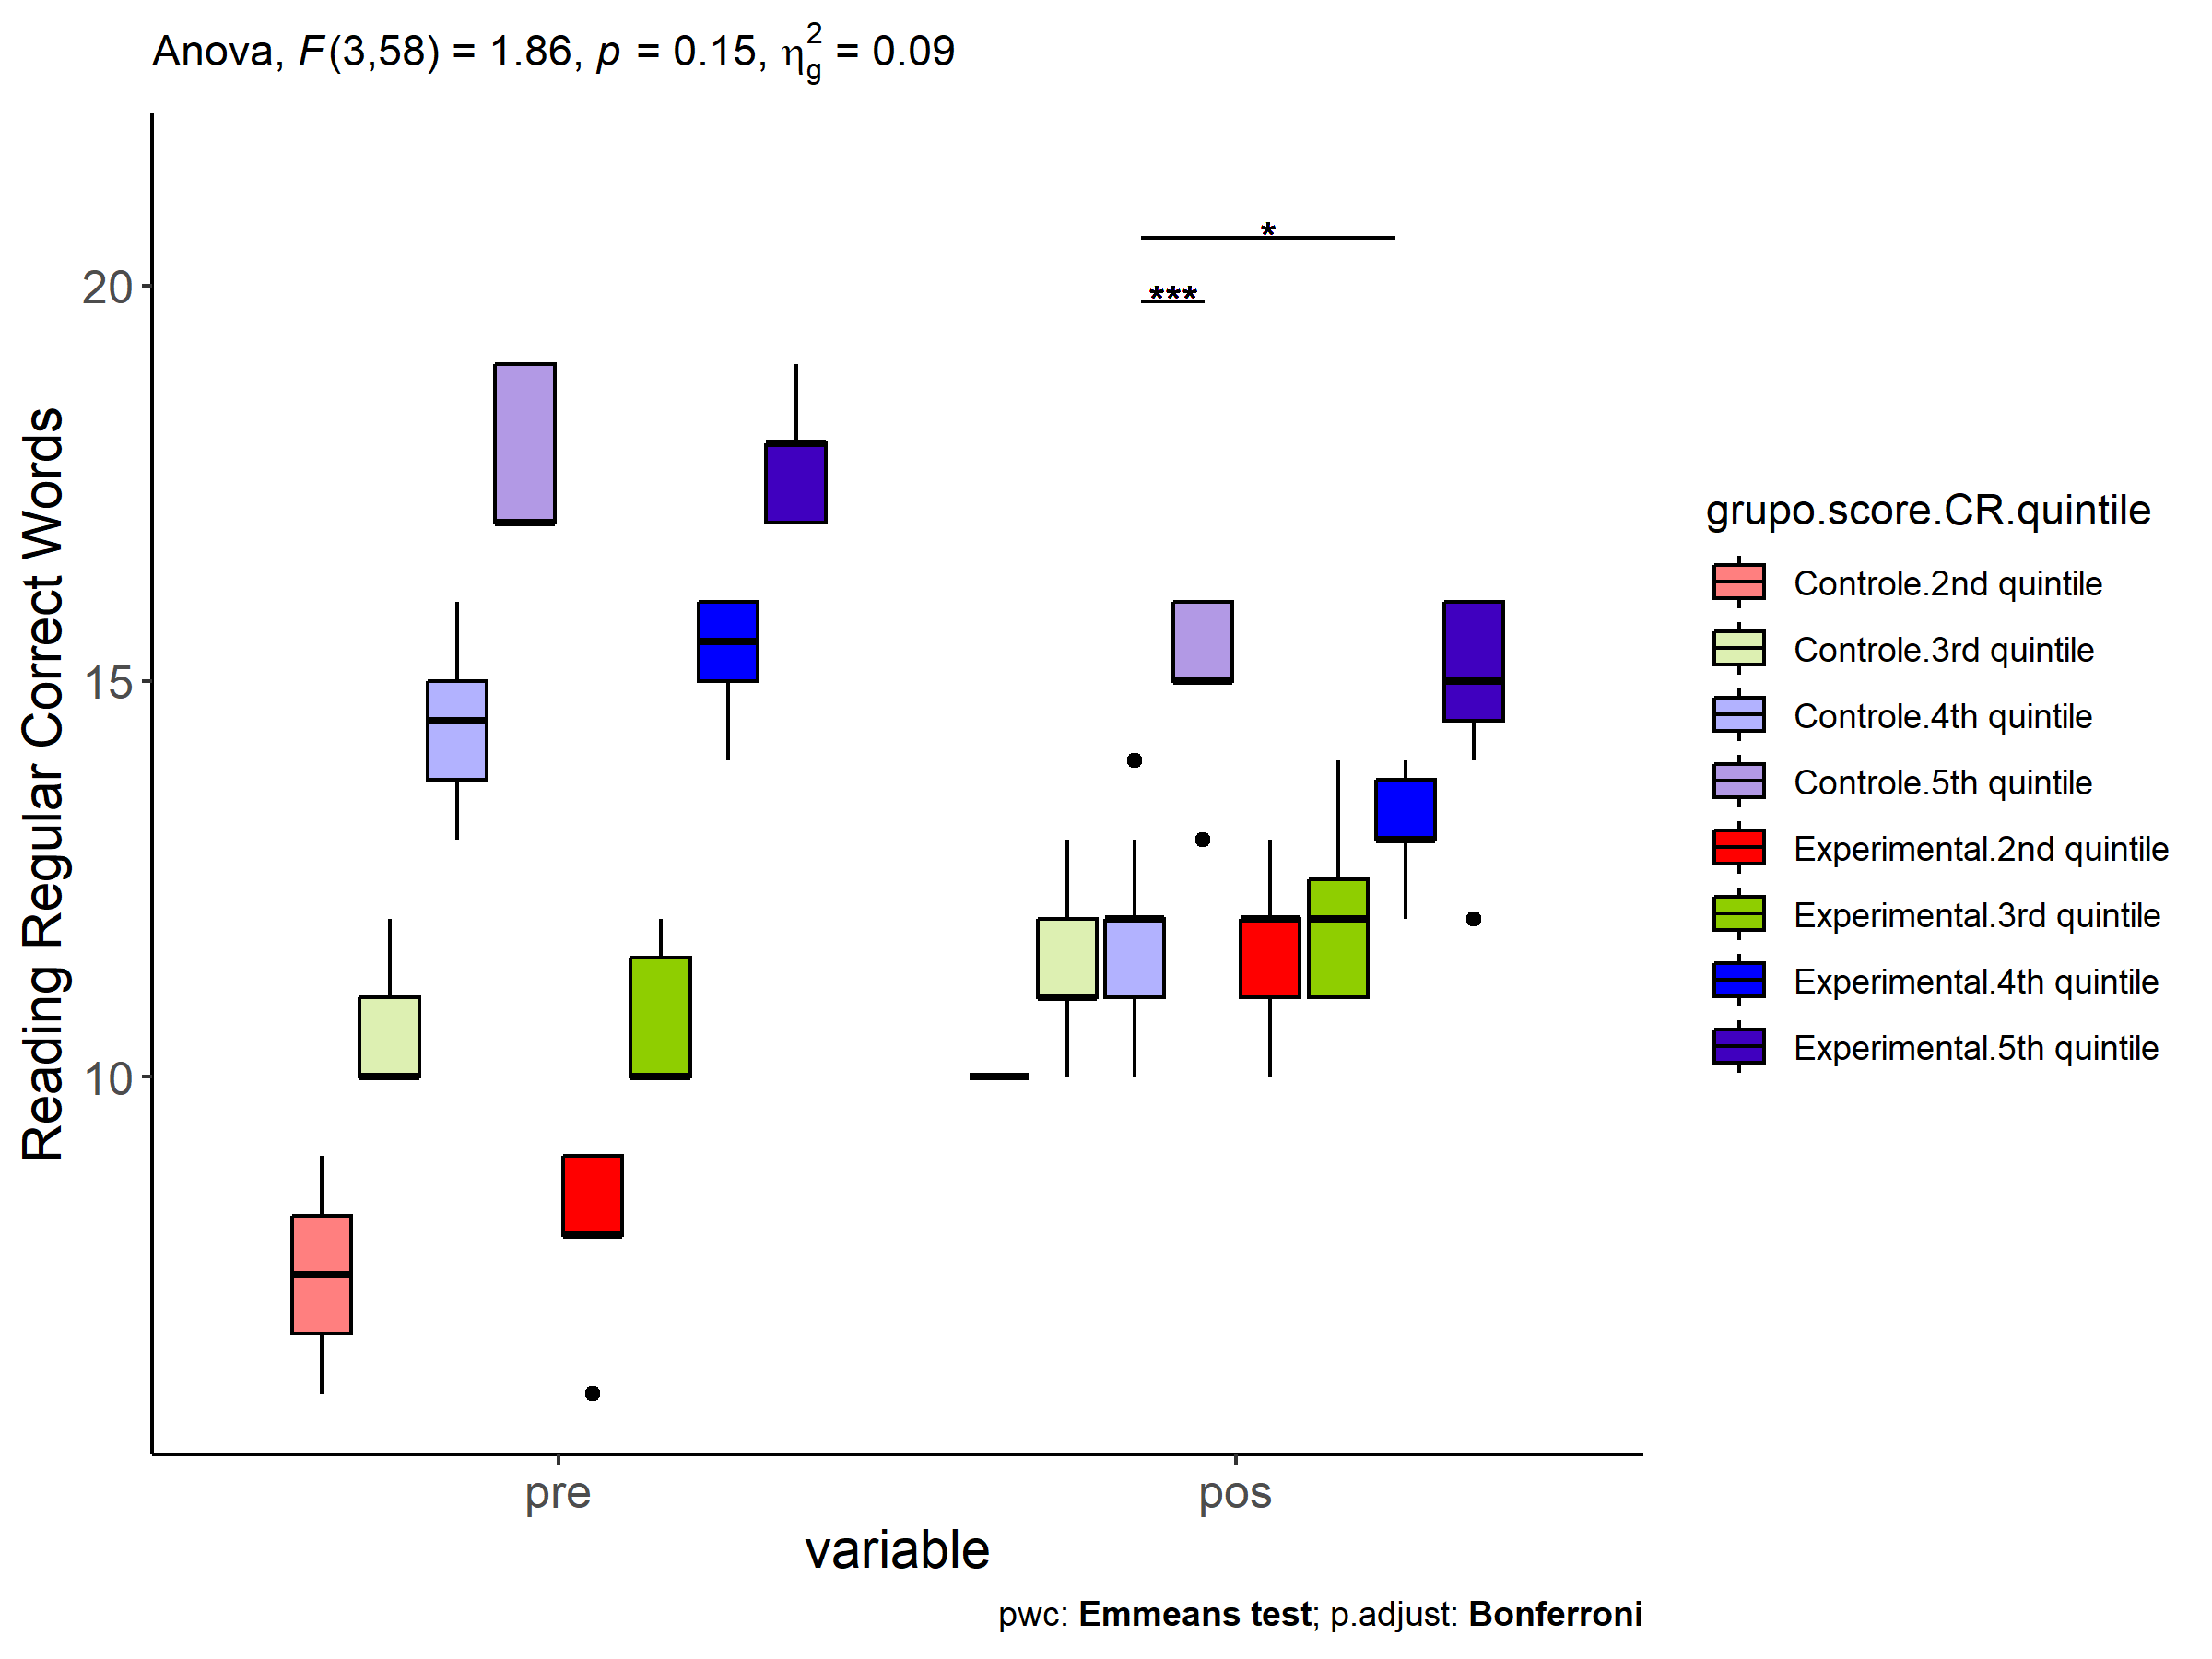 Anova, F(3,58) = 1.86, p = 0.15, η²g = 0.09
*
***
20
15
10
Reading Regular Correct Words
pre
pos
variable
grupo.score.CR.quintile
Controle.2nd quintile
Controle.3rd quintile
Controle.4th quintile
Controle.5th quintile
Experimental.2nd quintile
Experimental.3rd quintile
Experimental.4th quintile
Experimental.5th quintile
pwc: Emmeans test; p.adjust: Bonferroni